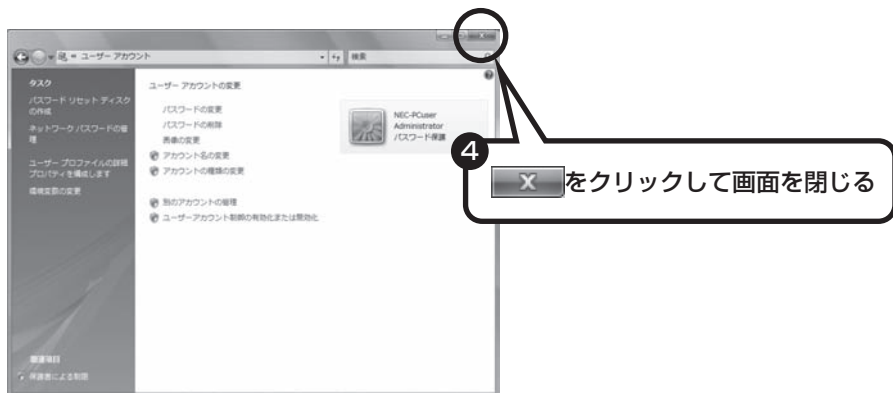 ユーザー アカウント
検索
タスク
パスワード リセット ディスク
の作成
ネットワーク パスワードの管
理
ユーザー プロファイルの詳細
プロパティを構成します
環境変数の変更
関連項目
保護者による制限
ユーザー アカウントの変更
パスワードの変更
パスワードの削除
画像の変更
アカウント名の変更
アカウントの種類の変更
別のアカウントの管理
ユーザーアカウント制御の有効化または無効化
NEC-PCuser
Administrator
パスワード保護
4
Xをクリックして画面を閉じる